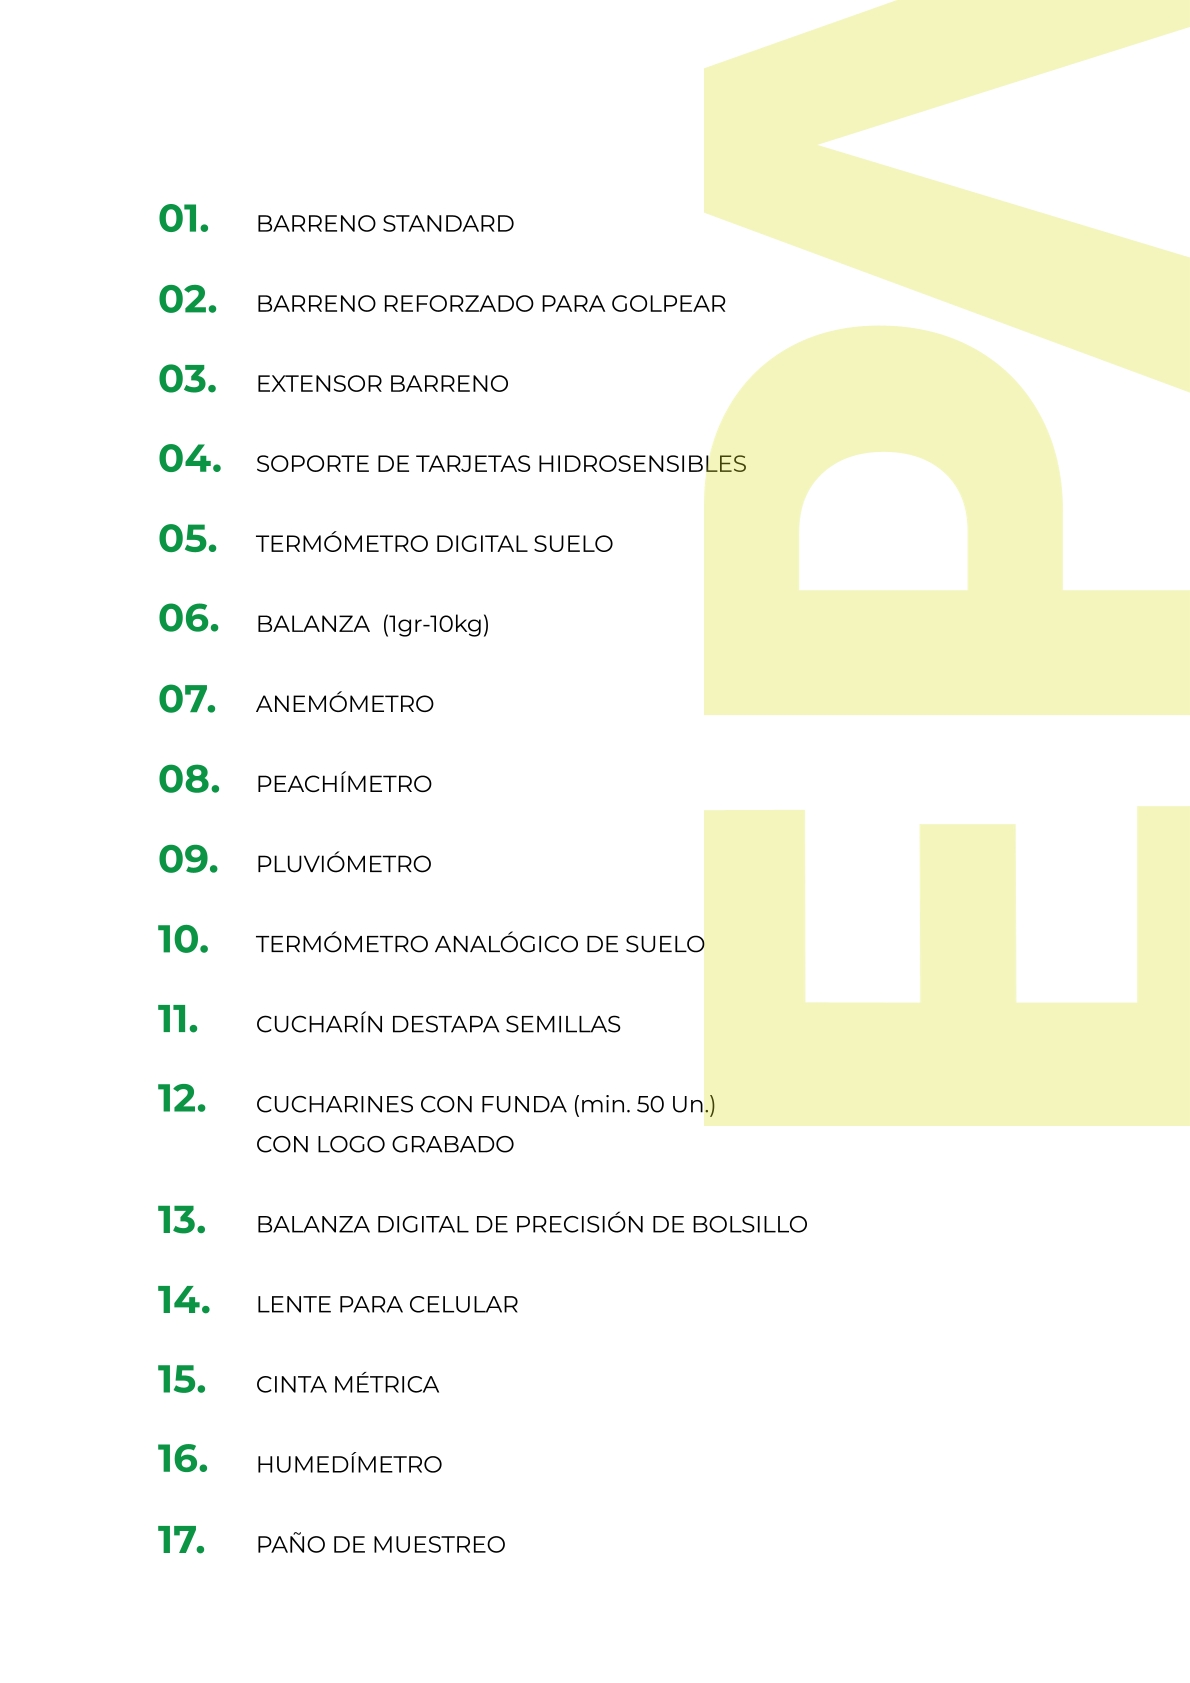 01. BARRENO STANDARD
02. BARRENO REFORZADO PARA GOLPEAR
03. EXTENSOR BARRENO
04. SOPORTE DE TARJETAS HIDROSENSIBLES
05. TERMÓMETRO DIGITAL SUELO
06. BALANZA (1gr-10kg)
07. ANEMÓMETRO
08. PEACHÍMETRO
09. PLUVIÓMETRO
10. TERMÓMETRO ANALÓGICO DE SUELO
11. CUCHARÍN DESTAPA SEMILLAS
12. CUCHARINES CON FUNDA (min. 50 Un.)
CON LOGO GRABADO
13. BALANZA DIGITAL DE PRECISIÓN DE BOLSILLO
14. LENTE PARA CELULAR
15. CINTA MÉTRICA
16. HUMEDÍMETRO
17. PAÑO DE MUESTREO